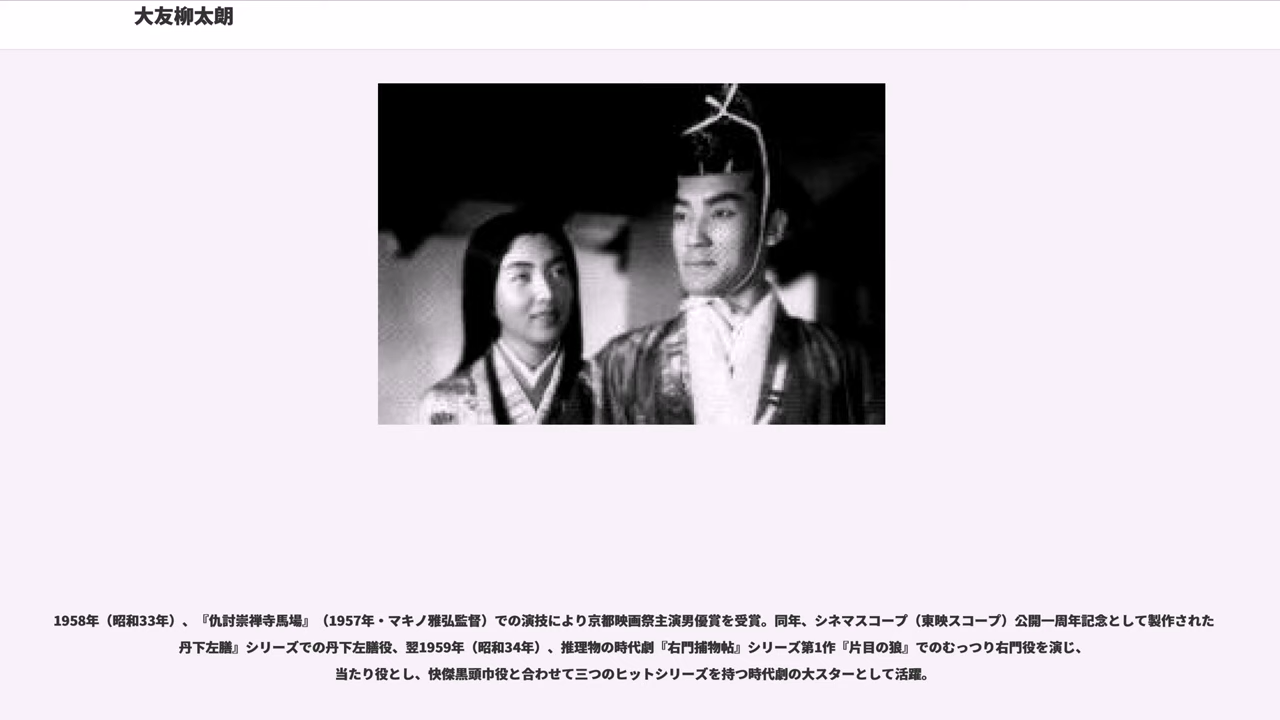 大友柳太朗
1958年（昭和33年）、『仇討崇禅寺馬場』（1957年・マキノ雅弘監督）での演技により京都映画祭主演男優賞を受賞。同年、シネマスコープ（東映スコープ）公開一周年記念として製作された
丹下左膳』シリーズでの丹下左膳役、翌1959年（昭和34年）、推理物の時代劇『右門捕物帖』シリーズ第1作『片目の狼』でのむっつり右門役を演じ、
当たり役とし、快傑黒頭巾役と合わせて三つのヒットシリーズを持つ時代劇の大スターとして活躍。